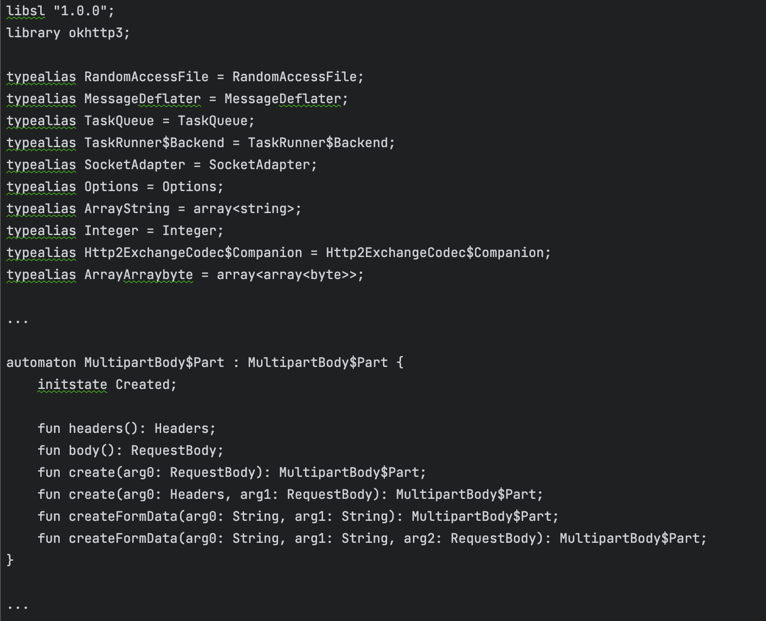 libsl "1.0.0";
library okhttp3;

typealias RandomAccessFile = RandomAccessFile;
typealias MessageDeflater = MessageDeflater;
typealias TaskQueue = TaskQueue;
typealias TaskRunner$Backend = TaskRunner$Backend;
typealias SocketAdapter = SocketAdapter;
typealias Options = Options;
typealias ArrayString = array<string>;
typealias Integer = Integer;
typealias Http2ExchangeCodec$Companion = Http2ExchangeCodec$Companion;
typealias ArrayArraybyte = array<array<byte>>;

...

automaton MultipartBody$Part : MultipartBody$Part {
    initstate Created;

    fun headers(): Headers;
    fun body(): RequestBody;
    fun create(arg0: RequestBody): MultipartBody$Part;
    fun create(arg0: Headers, arg1: RequestBody): MultipartBody$Part;
    fun createFormData(arg0: String, arg1: String): MultipartBody$Part;
    fun createFormData(arg0: String, arg1: String, arg2: RequestBody): MultipartBody$Part;
}

...